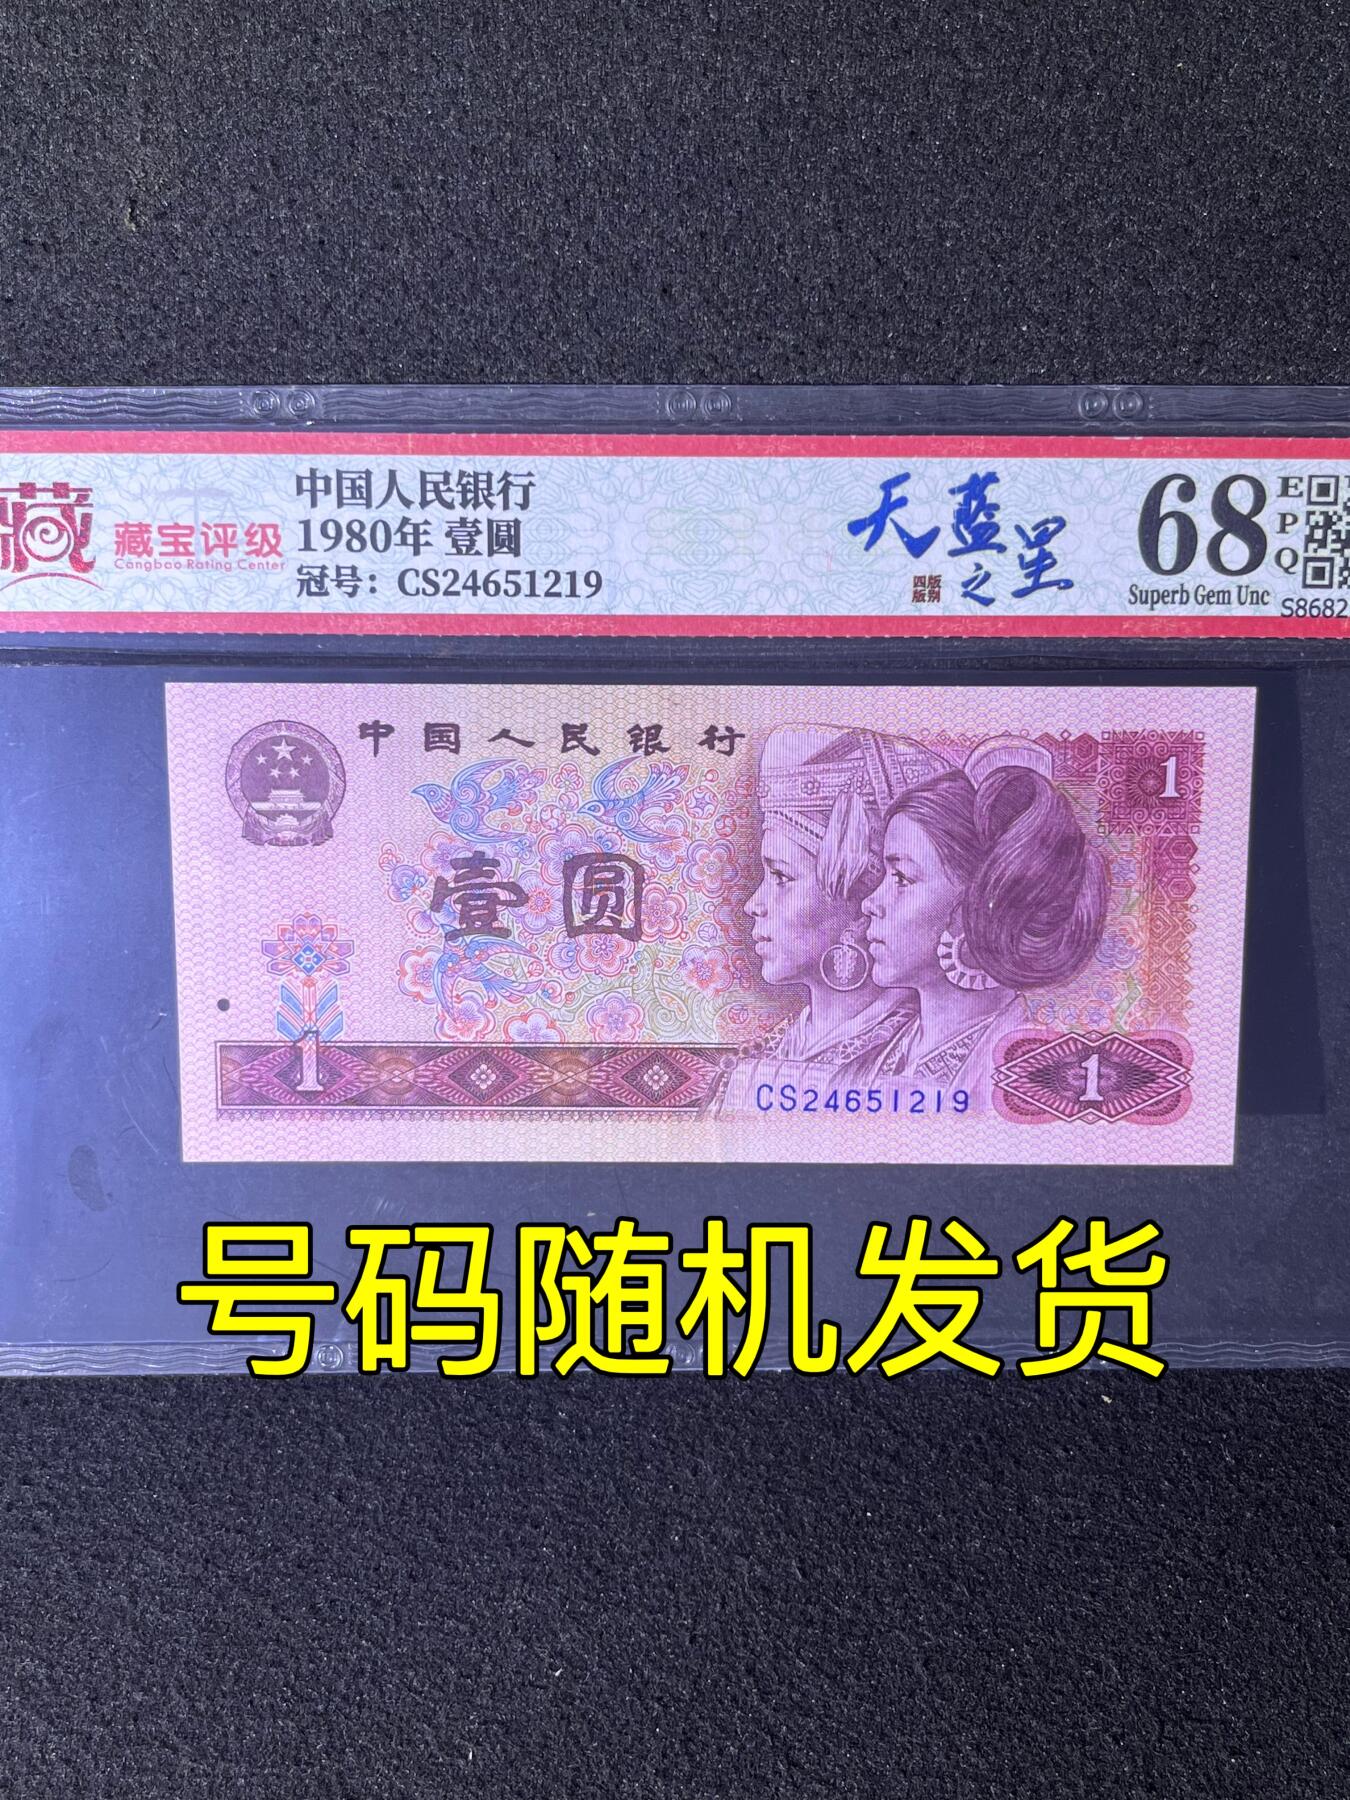 藏
藏宝评级
Cangbao Rating Center
中国人民银行
1980年 壹圆
冠号：CS24651219
天蓝之星
四版
版别
68
EPQ
Superb Gem Unc
S8682
中国人民银行
1
壹圆
1
CS24651219
1
号码随机发货